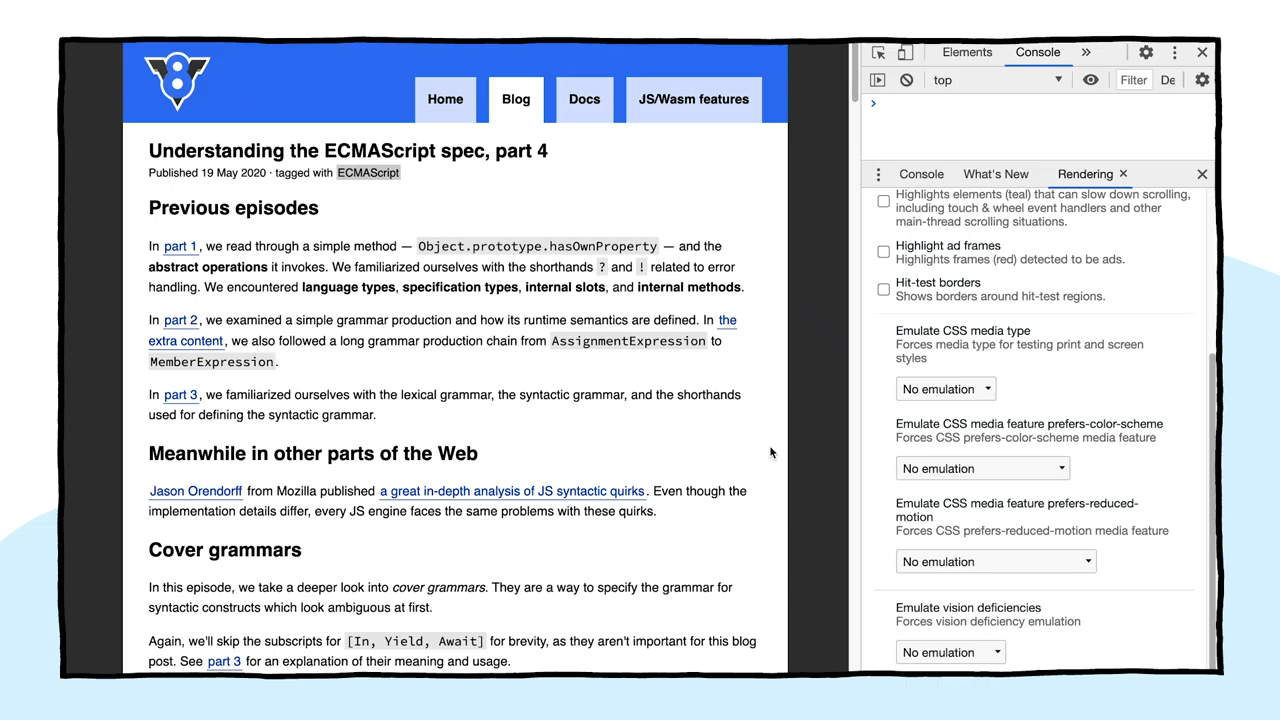 Home
Blog
Docs
JS/Wasm features
Understanding the ECMAScript spec, part 4
Published 19 May 2020 · tagged with ECMAScript
Previous episodes
In part 1, we read through a simple method — Object.prototype.hasOwnProperty — and the
abstract operations it invokes. We familiarized ourselves with the shorthands ? and ! related to error
handling. We encountered language types, specification types, internal slots, and internal methods.
In part 2, we examined a simple grammar production and how its runtime semantics are defined. In the
extra content, we also followed a long grammar production chain from AssignmentExpression to
MemberExpression.
In part 3, we familiarized ourselves with the lexical grammar, the syntactic grammar, and the shorthands
used for defining the syntactic grammar.
Meanwhile in other parts of the Web
Jason Orendorff from Mozilla published a great in-depth analysis of JS syntactic quirks. Even though the
implementation details differ, every JS engine faces the same problems with these quirks.
Cover grammars
In this episode, we take a deeper look into cover grammars. They are a way to specify the grammar for
syntactic constructs which look ambiguous at first.
Again, we'll skip the subscripts for [In, Yield, Await] for brevity, as they aren't important for this blog
post. See part 3 for an explanation of their meaning and usage.
Elements
Console
»
top
Filter
De
Console
What's New
Rendering
Highlights elements (teal) that can slow down scrolling,
including touch & wheel event handlers and other
main-thread scrolling situations.
Highlight ad frames
Highlights frames (red) detected to be ads.
Hit-test borders
Shows borders around hit-test regions.
Emulate CSS media type
Forces media type for testing print and screen
styles
No emulation
Emulate CSS media feature prefers-color-scheme
Forces CSS prefers-color-scheme media feature
No emulation
Emulate CSS media feature prefers-reduced-
motion
Forces CSS prefers-reduced-motion media feature
No emulation
Emulate vision deficiencies
Forces vision deficiency emulation
No emulation